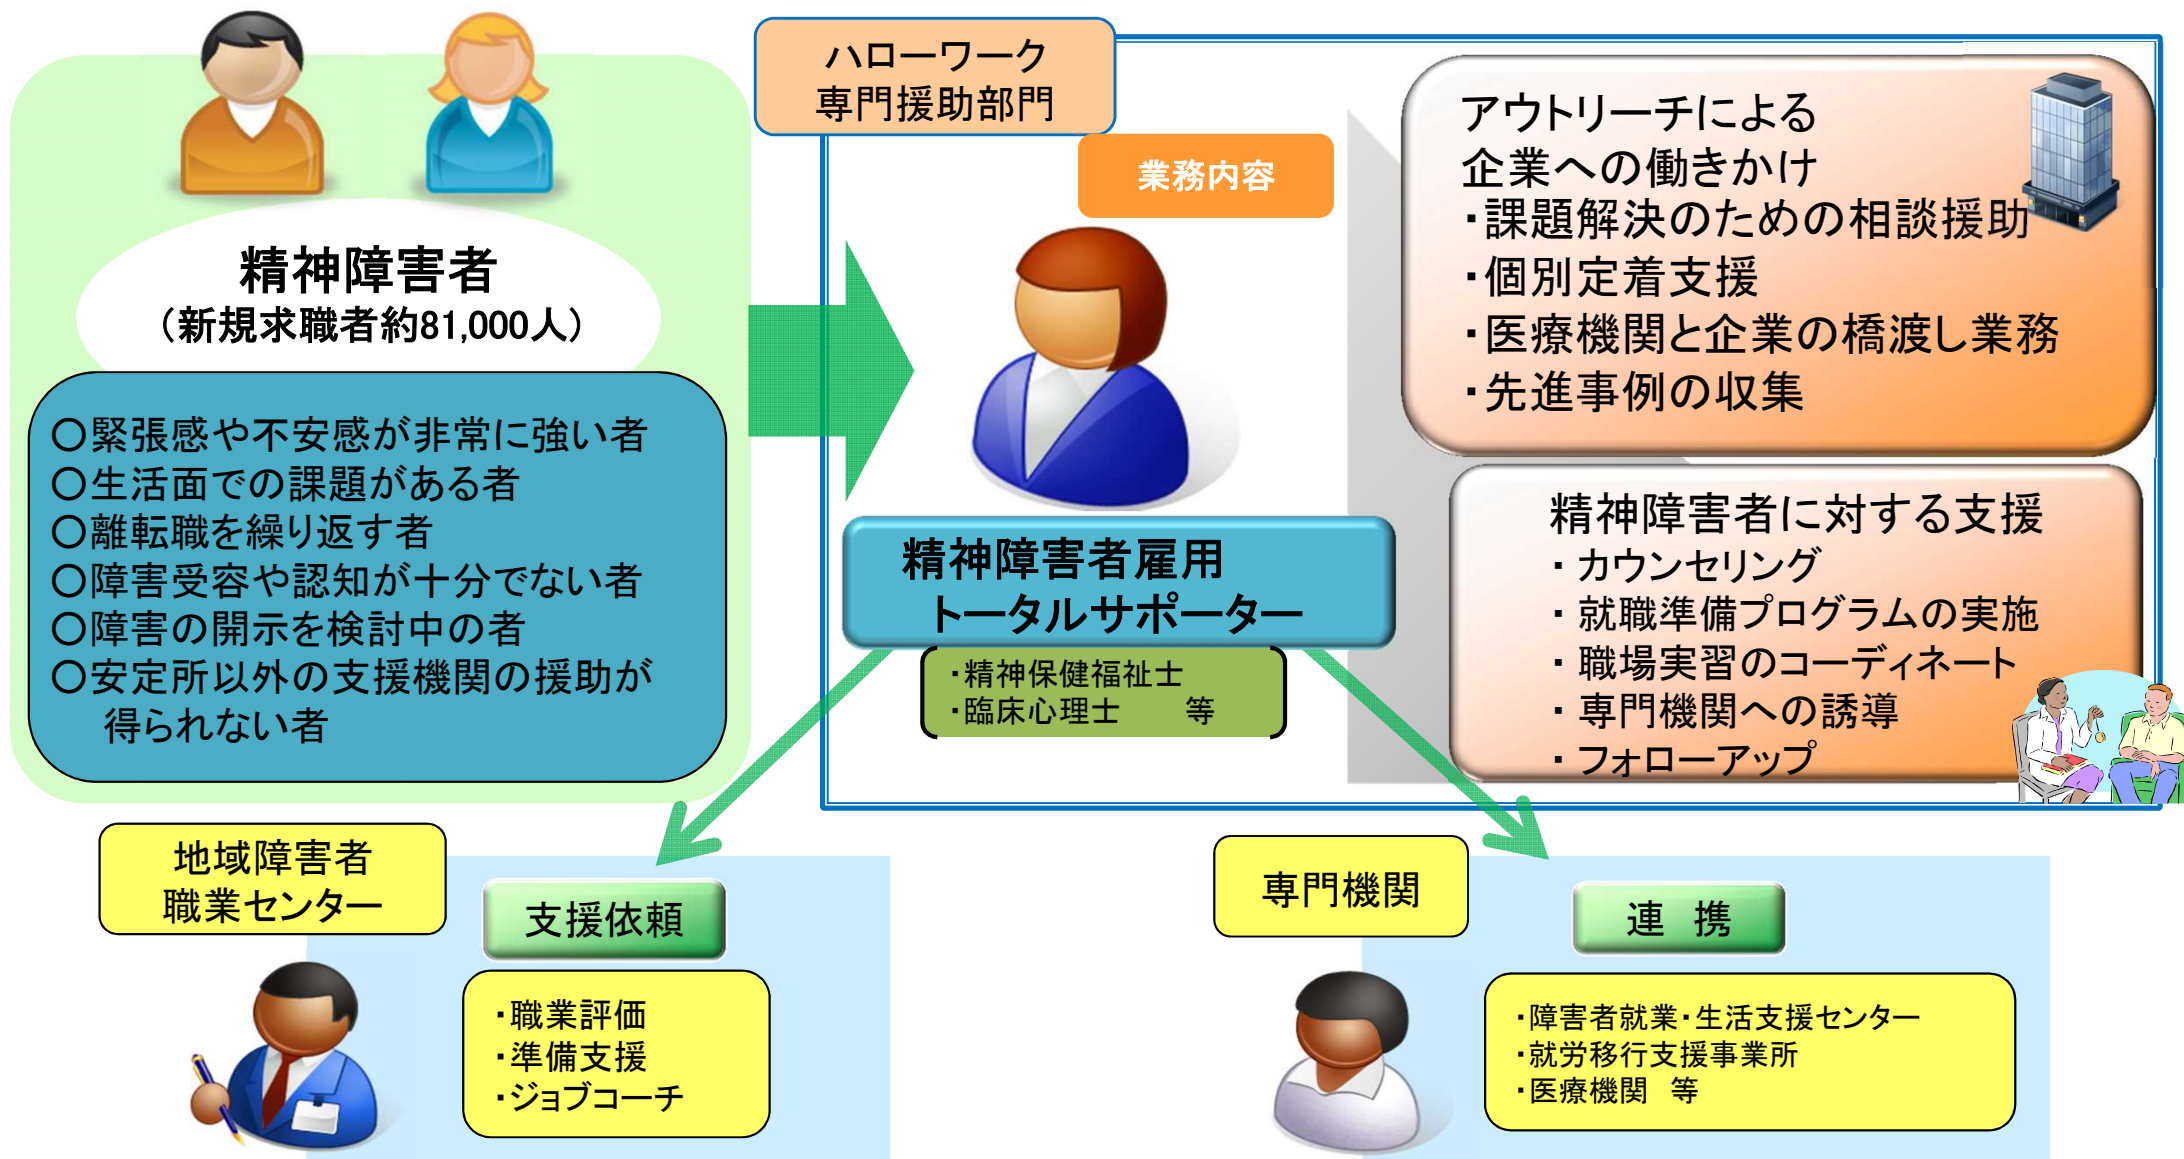 精神障害者
（新規求職者約81,000人）
○緊張感や不安感が非常に強い者
○生活面での課題がある者
○離転職を繰り返す者
○障害受容や認知が十分でない者
○障害の開示を検討中の者
○安定所以外の支援機関の援助が
得られない者
ハローワーク
専門援助部門
業務内容
精神障害者雇用
トータルサポーター
・精神保健福祉士
・臨床心理士　　等
アウトリーチによる
企業への働きかけ
・課題解決のための相談援助
・個別定着支援
・医療機関と企業の橋渡し業務
・先進事例の収集
精神障害者に対する支援
・カウンセリング
・就職準備プログラムの実施
・職場実習のコーディネート
・専門機関への誘導
・フォローアップ
地域障害者
職業センター
支援依頼
・職業評価
・準備支援
・ジョブコーチ
専門機関
連　携
・障害者就業・生活支援センター
・就労移行支援事業所
・医療機関　等